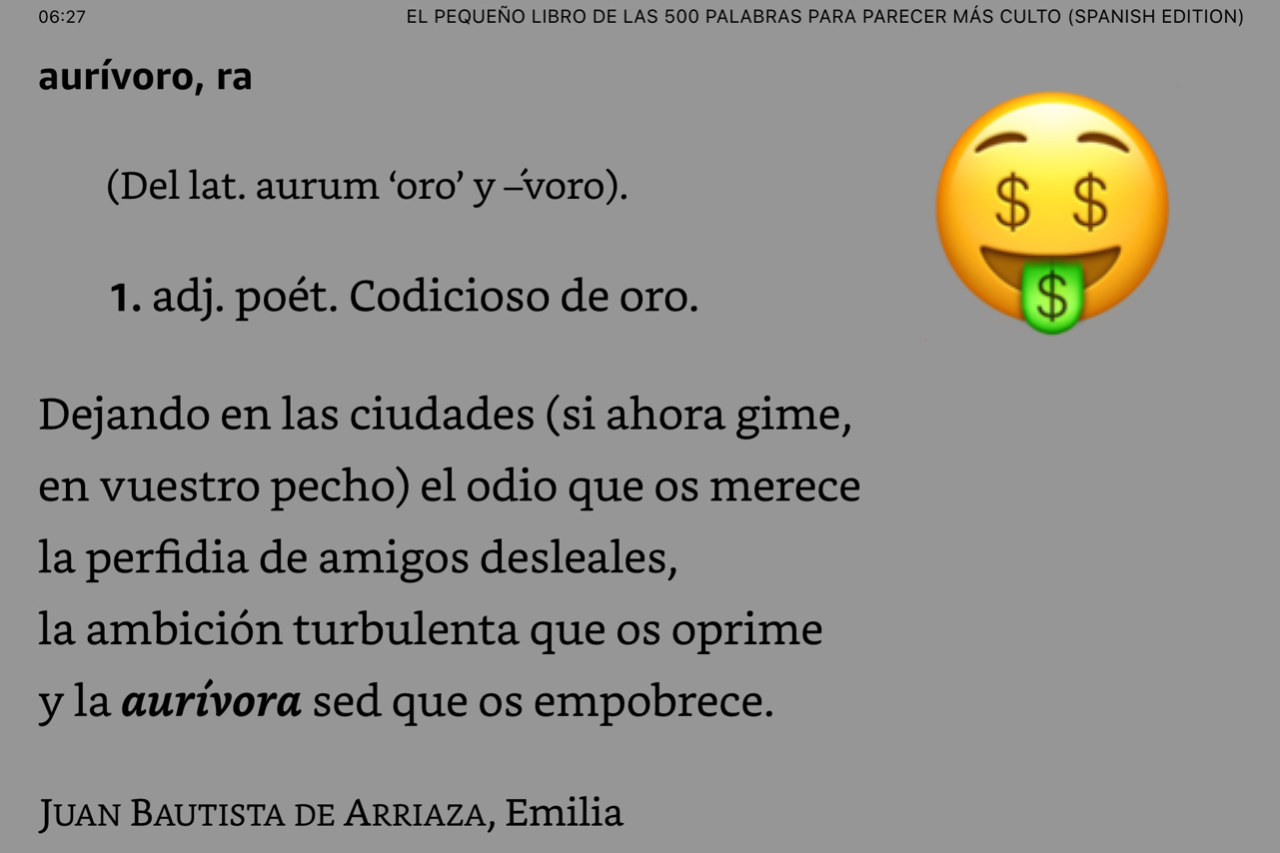 06:27 EL PEQUEÑO LIBRO DE LAS 500 PALABRAS PARA PARECER MÁS CULTO (SPANISH EDITION)
aurívoro, ra
(Del lat. aurum ‘oro’ y –́voro).
1. adj. poét. Codicioso de oro.
$ $
$
Dejando en las ciudades (si ahora gime,
en vuestro pecho) el odio que os merece
la perfidia de amigos desleales,
la ambición turbulenta que os oprime
y la aurívora sed que os empobrece.
JUAN BAUTISTA DE ARRIAZA, Emilia